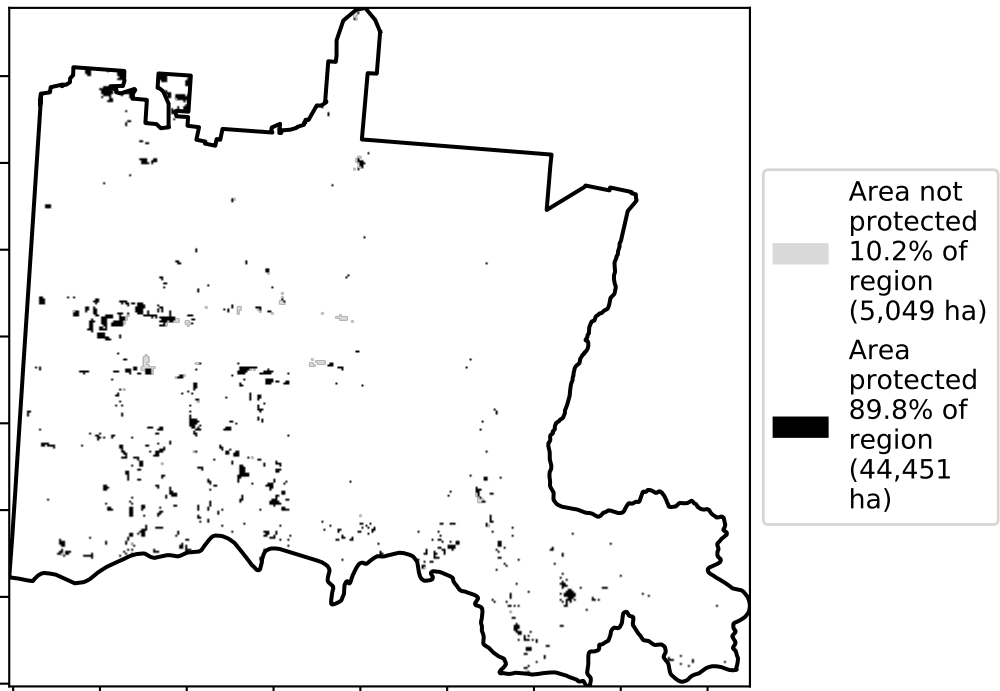 Area not
protected
10.2% of
region
(5,049 ha)
Area
protected
89.8% of
region
(44,451
ha)